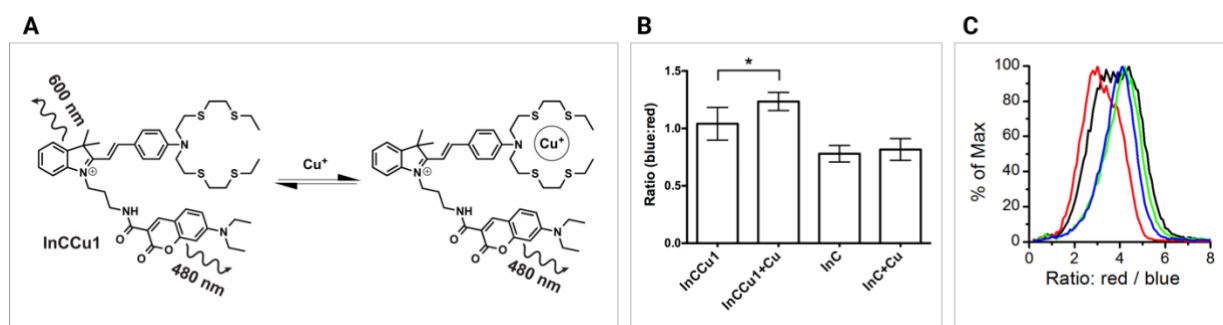 A
B
C
600 nm
S
S
N
S
S
N
+
NH
O
O
O
N
InCCu1
480 nm
Cu+
S
S
N
Cu+
S
S
N
+
NH
O
O
O
N
480 nm
Ratio (blue:red)
1.5
1.0
0.5
0.0
*
InCCu1
InCCu1+Cu
InC
InC+Cu
% of Max
100
80
60
40
20
0
0 2 4 6 8
Ratio: red / blue